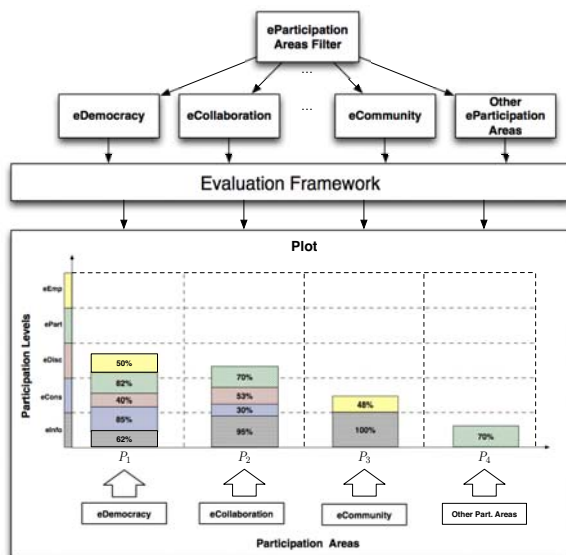 eParticipation
Areas Filter
...
eDemocracy
eCollaboration
...
eCommunity
Other
eParticipation
Areas
Evaluation Framework
Plot
Participation Levels
eEmp
ePart
eDisc
eCons
eInfo
50%
82%
40%
85%
62%
70%
53%
30%
95%
48%
100%
70%
P1
P2
P3
P4
eDemocracy
eCollaboration
eCommunity
Other Part. Areas
Participation Areas